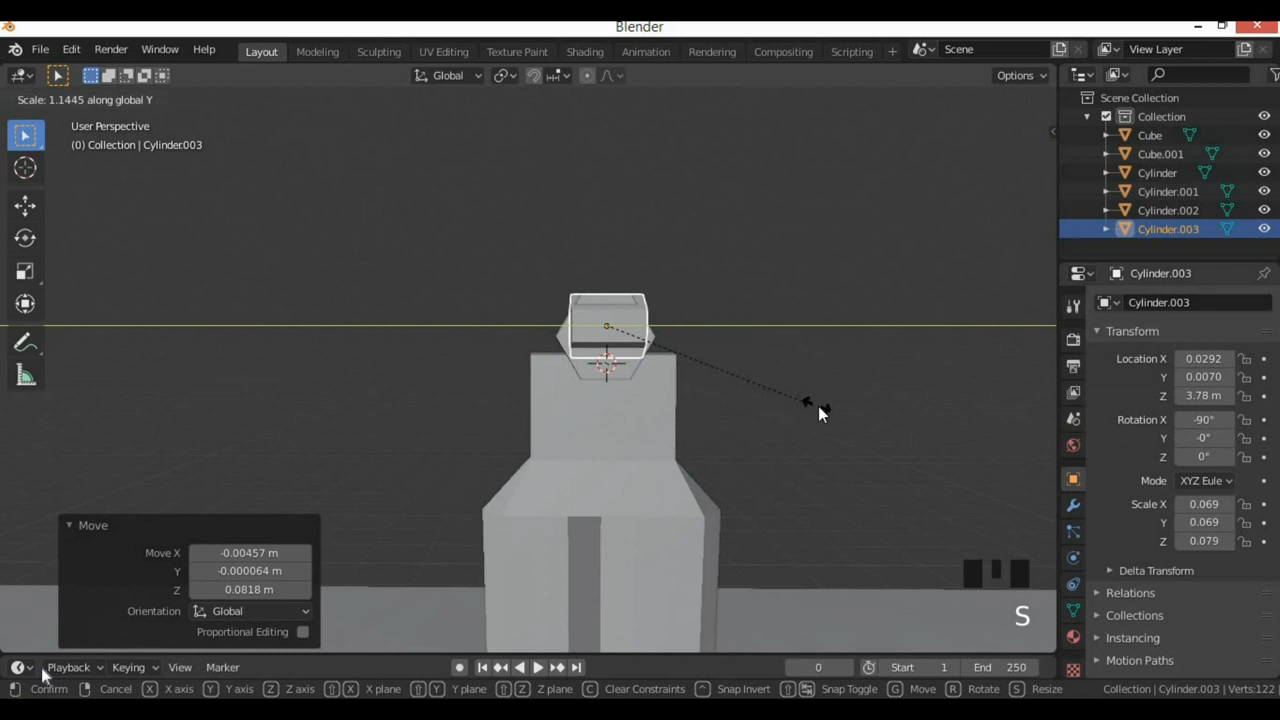 Blender
File Edit Render Window Help
Layout Modeling Sculpting UV Editing Texture Paint Shading Animation Rendering Compositing Scripting +
Scene
View Layer
Global
Options
Scale: 1.1445 along global Y
User Perspective
(0) Collection | Cylinder.003
Scene Collection
Collection
Cube
Cube.001
Cylinder
Cylinder.001
Cylinder.002
Cylinder.003
Cylinder.003
Cylinder.003
Transform
Location X 0.0292
Y 0.0070
Z 3.78 m
Rotation X -90°
Y -0°
Z 0°
Mode XYZ Eule
Scale X 0.069
Y 0.069
Z 0.079
Delta Transform
Relations
Collections
Instancing
Motion Paths
Move
Move X -0.00457 m
Y -0.000064 m
Z 0.0818 m
Orientation Global
Proportional Editing
S
Playback Keying View Marker
0 Start 1 End 250
Confirm Cancel X X axis Y Y axis Z Z axis X X plane Y Y plane Z Z plane C Clear Constraints Snap Invert Snap Toggle G Move R Rotate S Resize Collection | Cylinder.003 | Verts:122